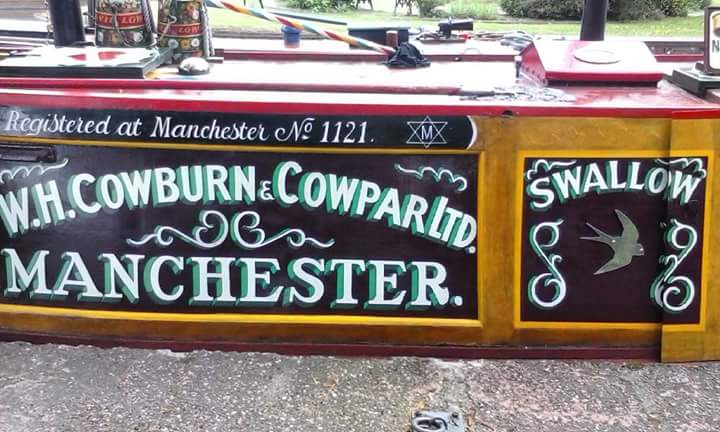 Registered at Manchester Nº 1121.
M
W.H. COWBURN & COWPAR LTD.
MANCHESTER.
SWALLOW